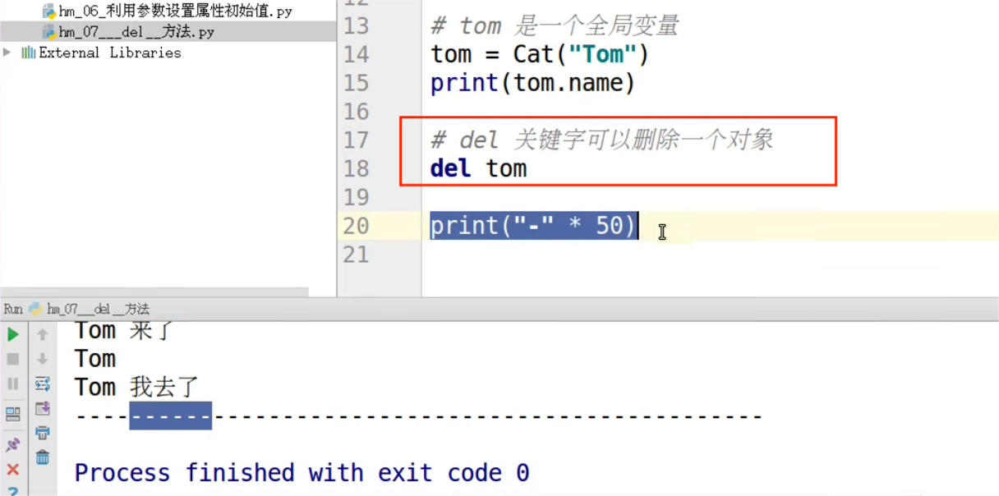 hm_06_利用参数设置属性初始值.py
hm_07___del__方法.py
External Libraries
12
13 # tom 是一个全局变量
14 tom = Cat("Tom")
15 print(tom.name)
16
17 # del 关键字可以删除一个对象
18 del tom
19
20 print("-" * 50)
21
Run hm_07___del__方法
Tom 来了
Tom
Tom 我去了
--------------------------------------------------
Process finished with exit code 0